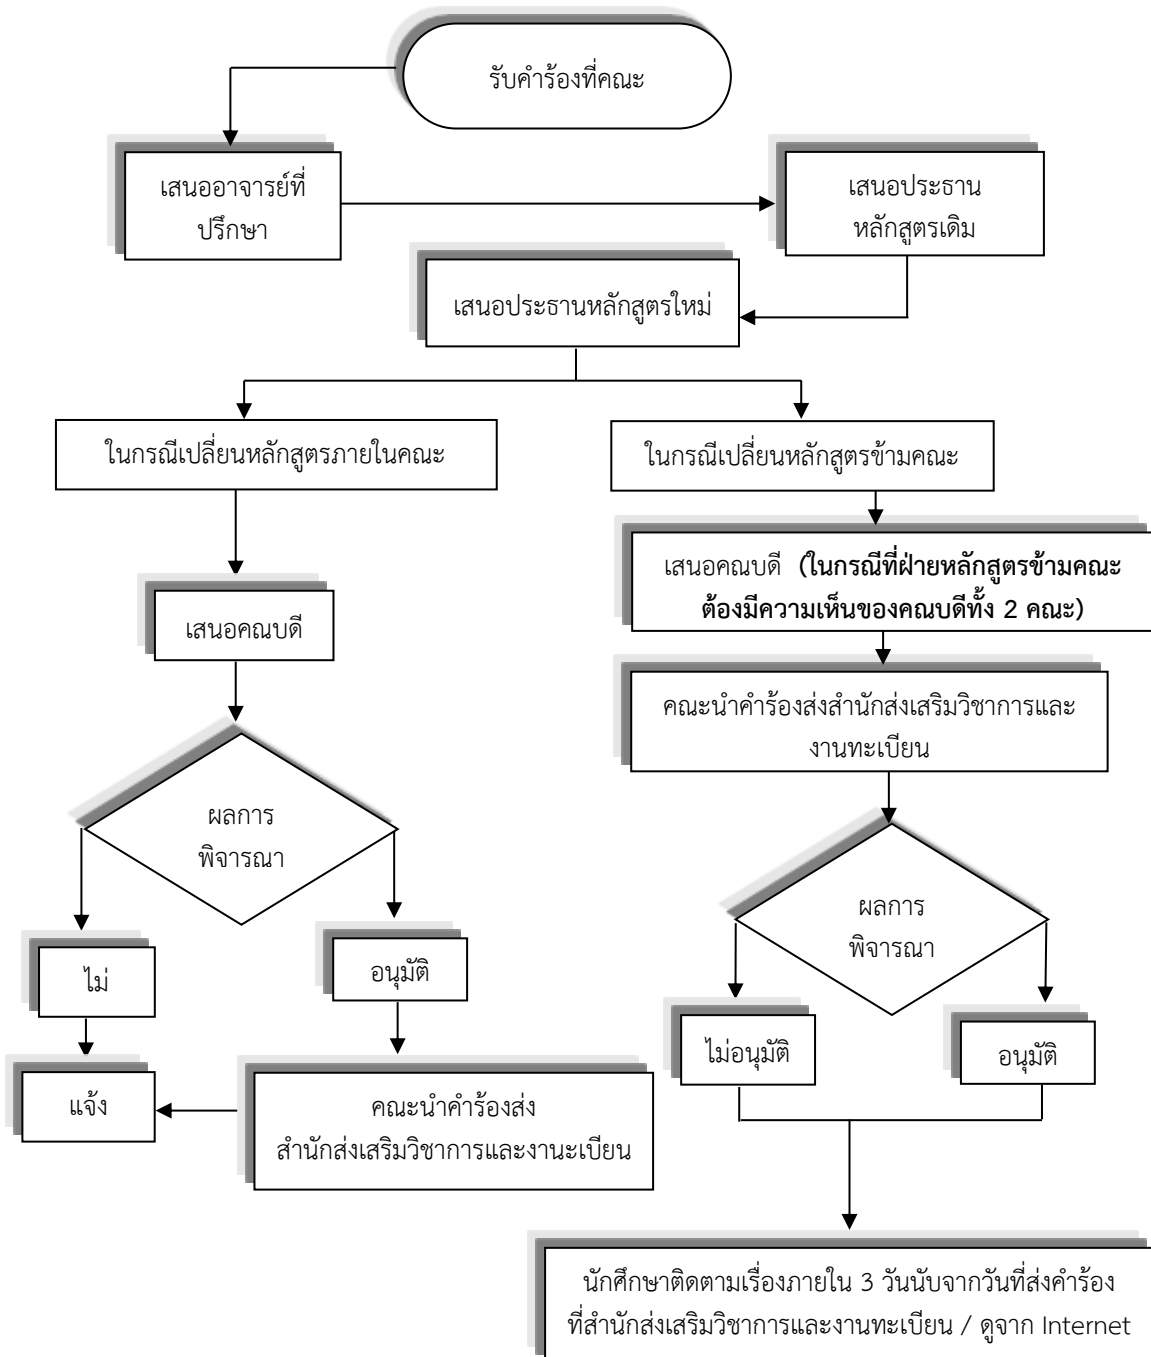 รับคำร้องที่คณะ
เสนออาจารย์ที่
ปรึกษา
เสนอประธาน
หลักสูตรเดิม
เสนอประธานหลักสูตรใหม่
ในกรณีเปลี่ยนหลักสูตรภายในคณะ
ในกรณีเปลี่ยนหลักสูตรข้ามคณะ
เสนอคณบดี (ในกรณีที่ฝ่ายหลักสูตรข้ามคณะ
ต้องมีความเห็นของคณบดีทั้ง 2 คณะ)
เสนอคณบดี
คณะนำคำร้องส่งสำนักส่งเสริมวิชาการและ
งานทะเบียน
ผลการ
พิจารณา
ผลการ
พิจารณา
ไม่
อนุมัติ
ไม่อนุมัติ
อนุมัติ
แจ้ง
คณะนำคำร้องส่ง
สำนักส่งเสริมวิชาการและงานะเบียน
นักศึกษาติดตามเรื่องภายใน 3 วันนับจากวันที่ส่งคำร้อง
ที่สำนักส่งเสริมวิชาการและงานทะเบียน / ดูจาก Internet